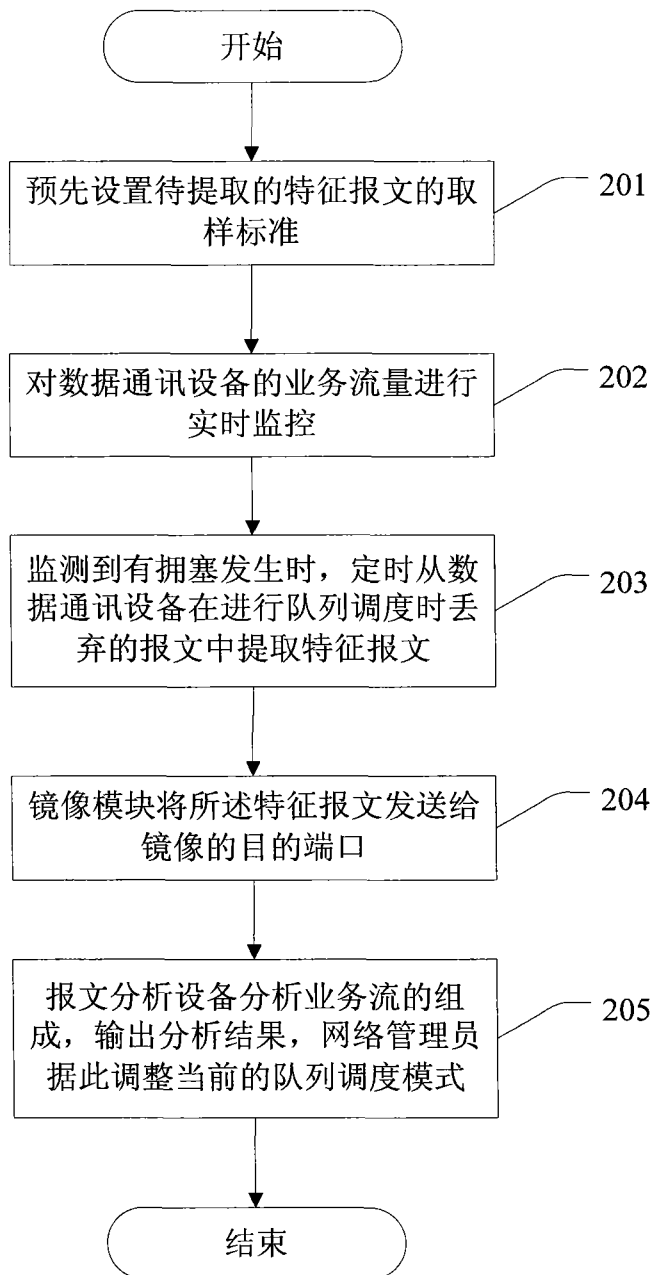 开始
预先设置待提取的特征报文的取
样标准
201
对数据通讯设备的业务流量进行
实时监控
202
监测到有拥塞发生时，定时从数
据通讯设备在进行队列调度时丢
弃的报文中提取特征报文
203
镜像模块将所述特征报文发送给
镜像的目的端口
204
报文分析设备分析业务流的组
成，输出分析结果，网络管理员
据此调整当前的队列调度模式
205
结束